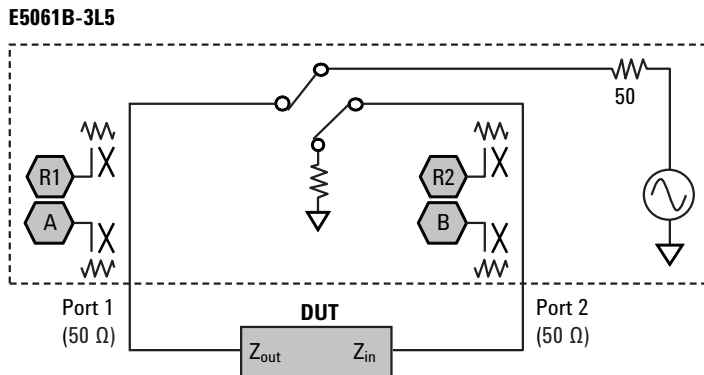 E5061B-3L5
50
R1
R2
A
B
Port 1
(50 Ω)
DUT
Port 2
(50 Ω)
Zout
Zin